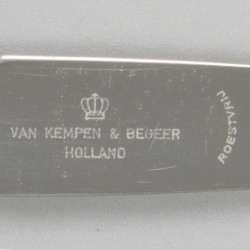 VAN KEMPEN & BEGEER
HOLLAND
ROESTVRIJ